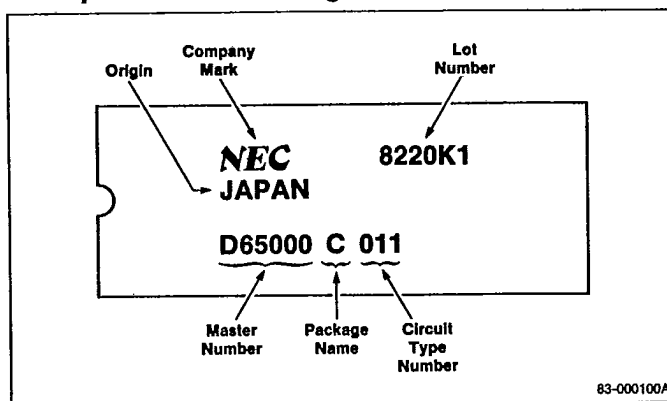 Company
Mark
Origin
Lot
Number
NEC
8220K1
JAPAN
D65000 C 011
Master
Number
Package
Name
Circuit
Type
Number
83-000100A